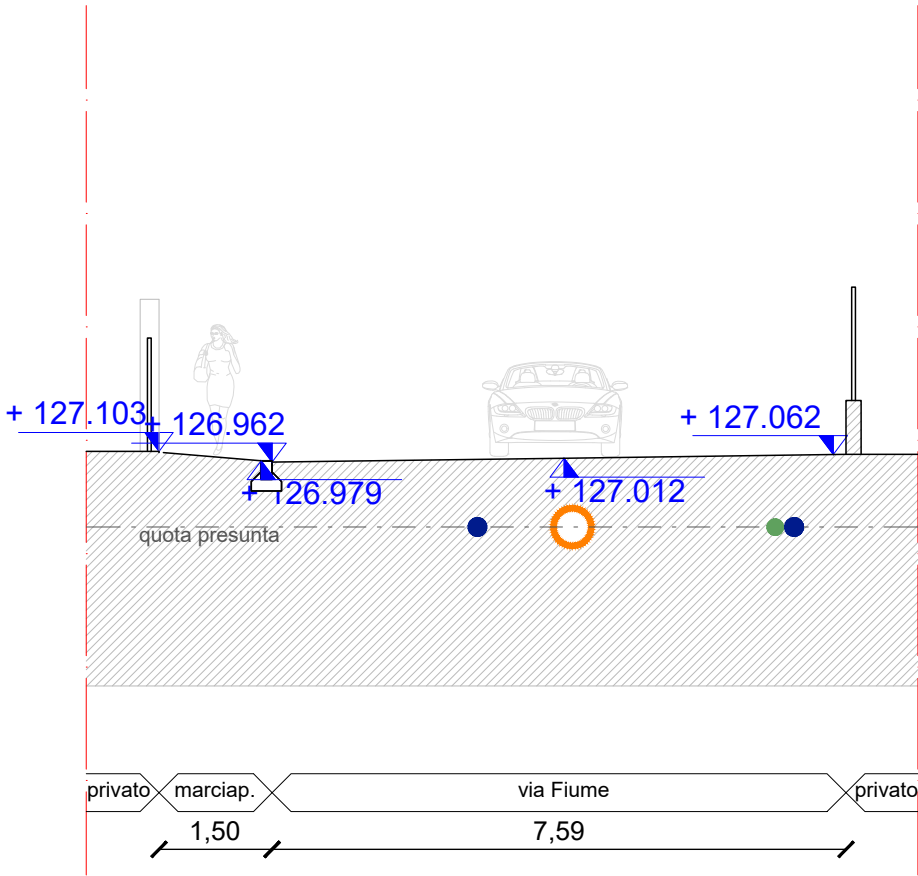 + 127.103
+ 126.962
+ 127.062
+ 126.979
+ 127.012
quota presunta
privato
marciap.
via Fiume
privato
1,50
7,59